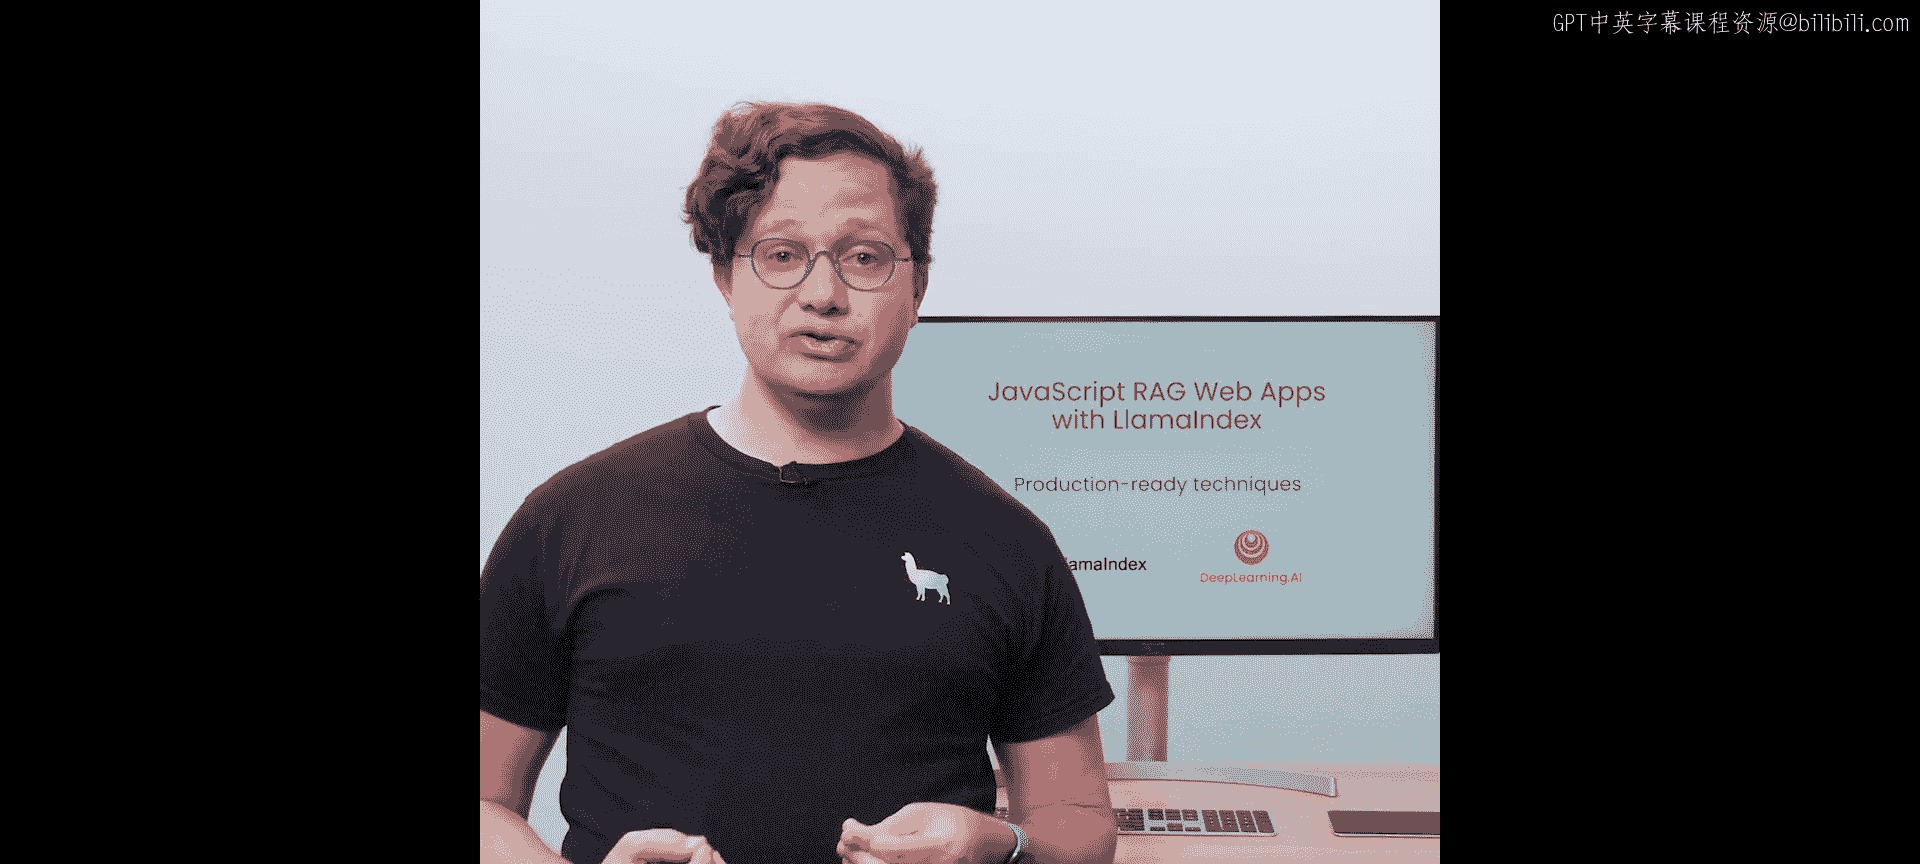 GPT中英字幕课程资源@bilibili.com
JavaScript RAG Web Apps
with LlamaIndex
Production-ready techniques
lamaIndex
DeepLearning.AI